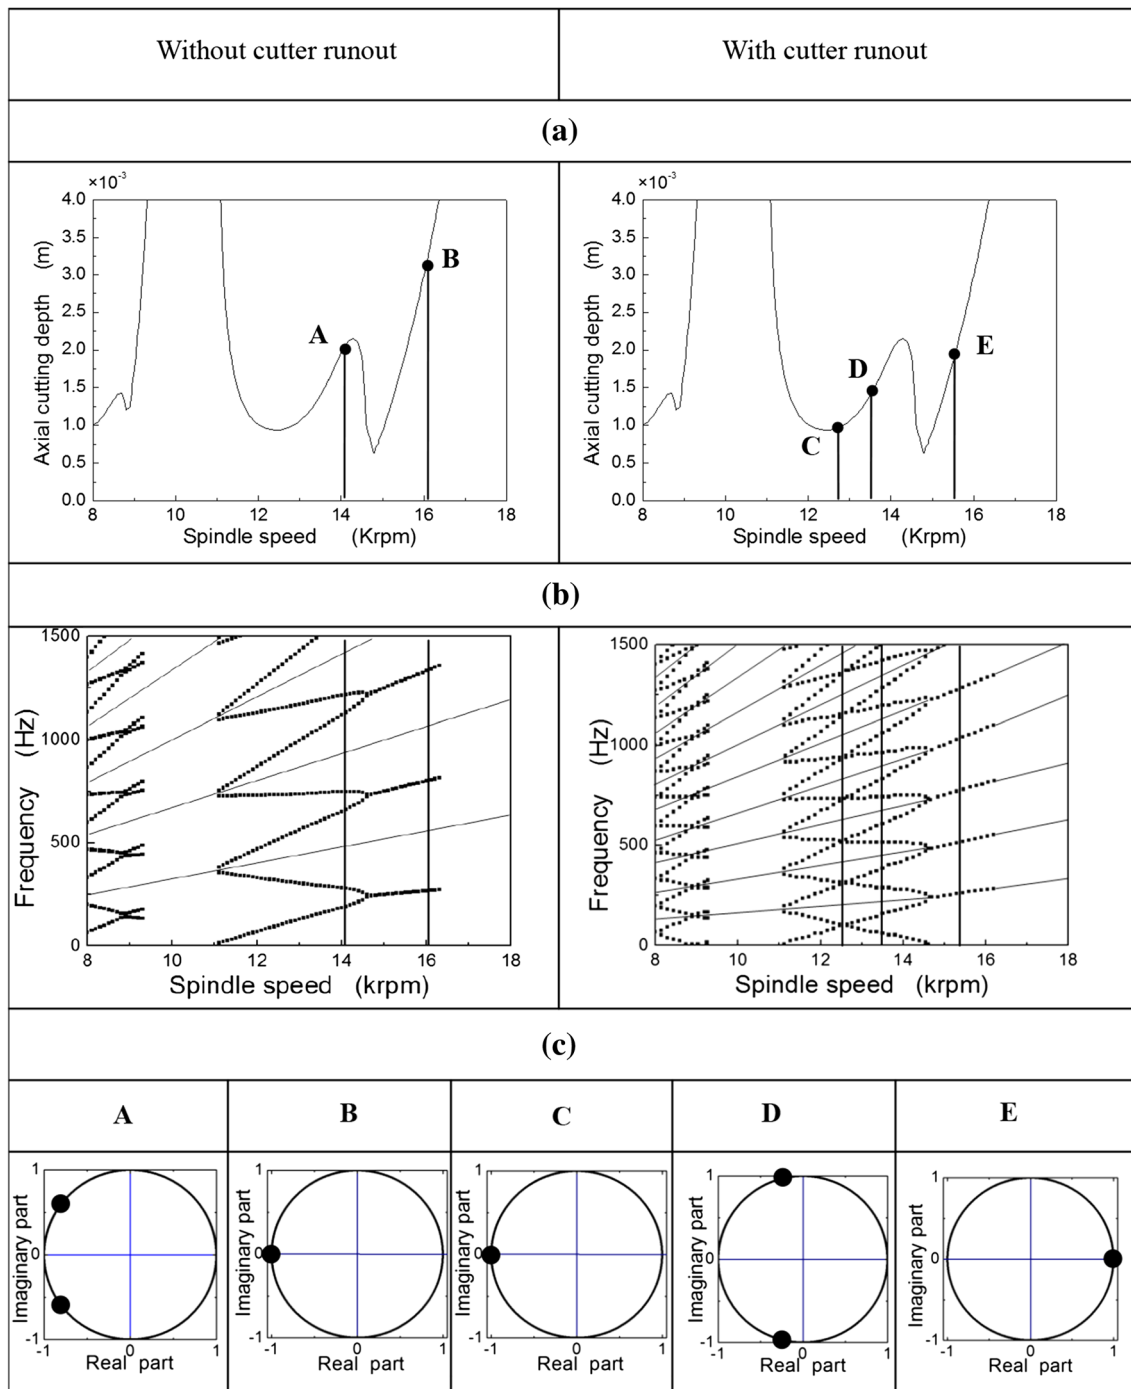 Without cutter runout
With cutter runout
(a)
×10-3
4.0
3.5
3.0
2.5
2.0
1.5
1.0
0.5
0.0
Axial cutting depth (m)
A
B
8 10 12 14 16 18
Spindle speed (Krpm)
×10-3
4.0
3.5
3.0
2.5
2.0
1.5
1.0
0.5
0.0
Axial cutting depth (m)
C
D
E
8 10 12 14 16 18
Spindle speed (Krpm)
(b)
1500
1000
500
0
Frequency (Hz)
8 10 12 14 16 18
Spindle speed (krpm)
1500
1000
500
0
Frequency (Hz)
8 10 12 14 16 18
Spindle speed (krpm)
(c)
A
B
C
D
E
Imaginary part
1
0
-1
-1 0 1
Real part
Imaginary part
1
0
-1
-1 0 1
Real part
Imaginary part
1
0
-1
-1 0 1
Real part
Imaginary part
1
0
-1
-1 0 1
Real part
Imaginary part
1
0
-1
-1 0 1
Real part